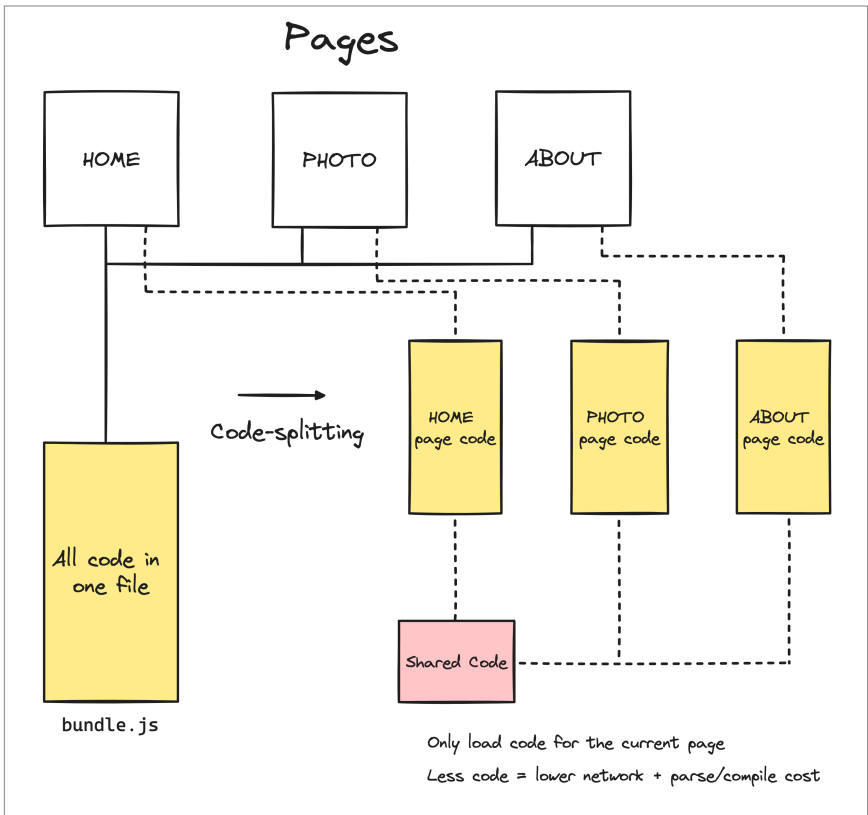 Pages
HOME
PHOTO
ABOUT
Code-splitting
HOME
page code
PHOTO
page code
ABOUT
page code
All code in
one file
bundle.js
Shared Code
Only load code for the current page
Less code = lower network + parse/compile cost